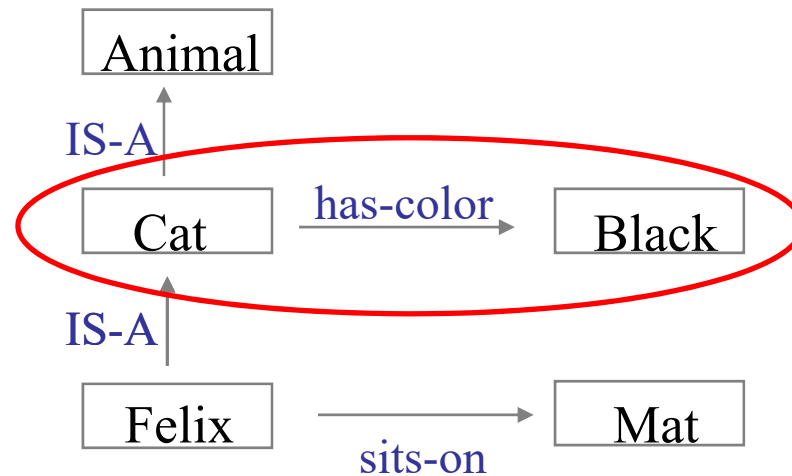 Animal
IS-A
Cat
has-color
Black
IS-A
Felix
sits-on
Mat